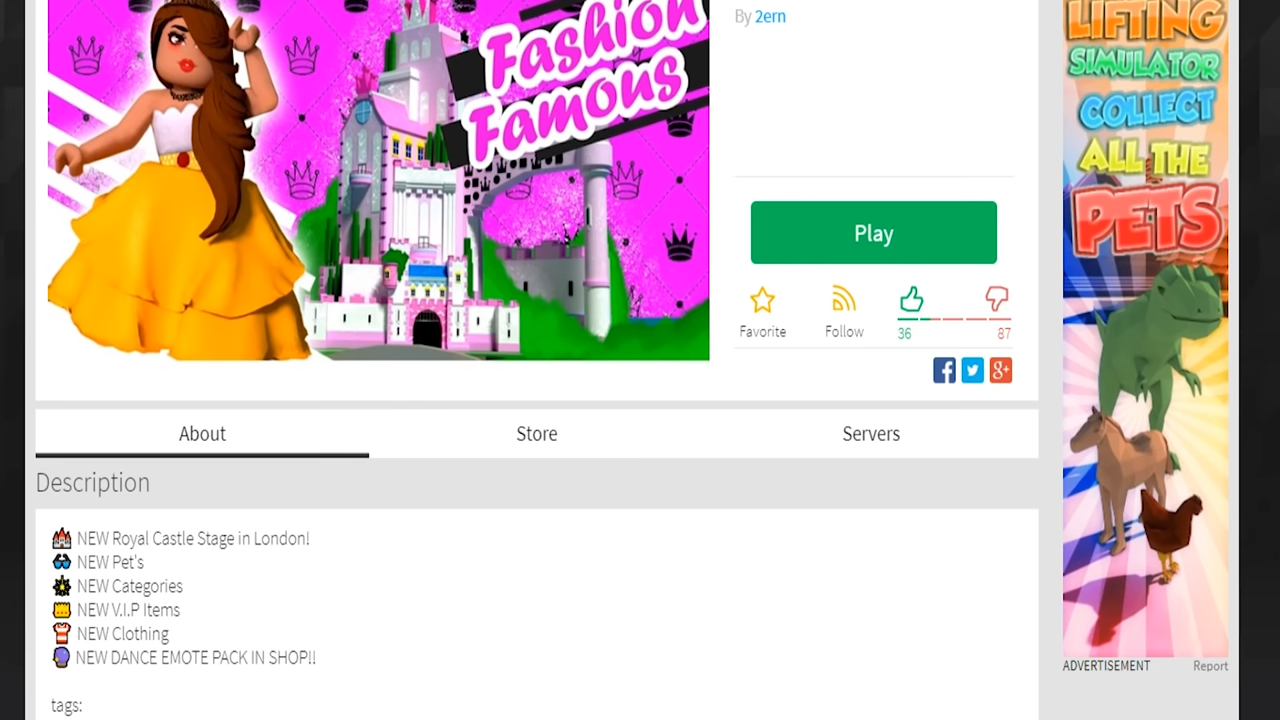 Fashion
Famous
By 2ern
Play
Favorite
Follow
36
87
About
Store
Servers
Description
NEW Royal Castle Stage in London!
NEW Pet's
NEW Categories
NEW V.I.P Items
NEW Clothing
NEW DANCE EMOTE PACK IN SHOP!!
tags:
LIFTING
SIMULATOR
COLLECT
ALL THE
PETS
ADVERTISEMENT
Report